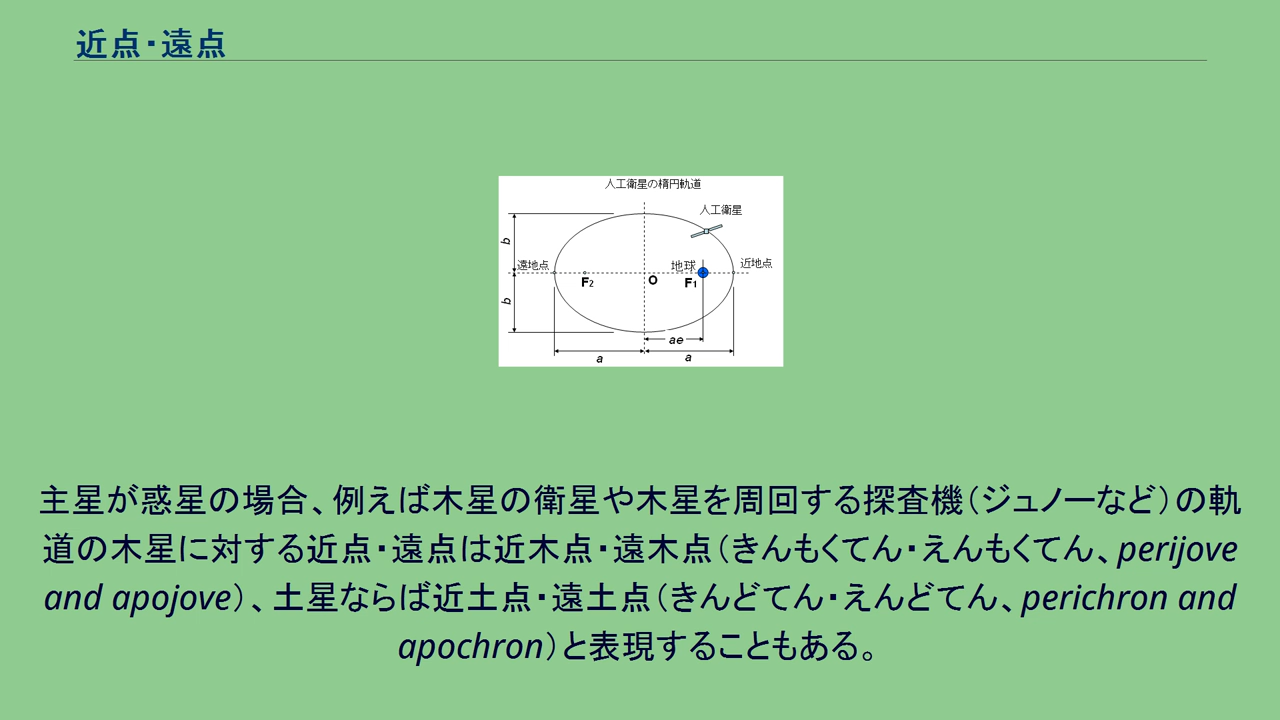 近点・遠点
人工衛星の楕円軌道
人工衛星
b
遠地点
地球
近地点
F2
O
F1
b
ae
a
a
主星が惑星の場合、例えば木星の衛星や木星を周回する探査機（ジュノーなど）の軌
道の木星に対する近点・遠点は近木点・遠木点（きんもくてん・えんもくてん、perijove
and apojove）、土星ならば近土点・遠土点（きんどてん・えんどてん、perichron and
apochron）と表現することもある。